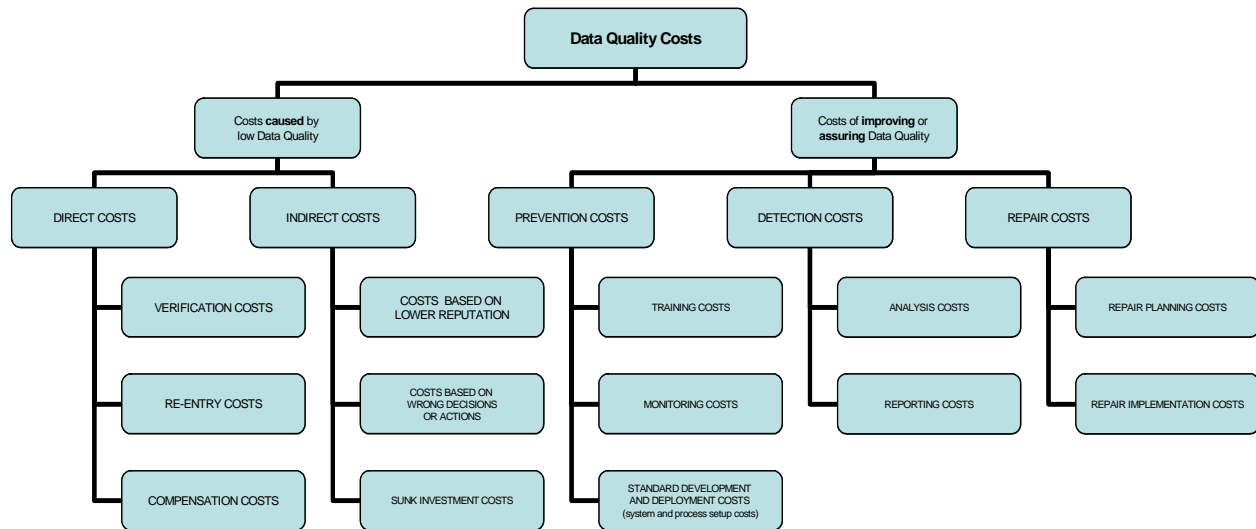 Data Quality Costs
Costs caused by
low Data Quality
Costs of improving or
assuring Data Quality
DIRECT COSTS
INDIRECT COSTS
PREVENTION COSTS
DETECTION COSTS
REPAIR COSTS
VERIFICATION COSTS
COSTS BASED ON
LOWER REPUTATION
TRAINING COSTS
ANALYSIS COSTS
REPAIR PLANNING COSTS
RE-ENTRY COSTS
COSTS BASED ON
WRONG DECISIONS
OR ACTIONS
MONITORING COSTS
REPORTING COSTS
REPAIR IMPLEMENTATION COSTS
COMPENSATION COSTS
SUNK INVESTMENT COSTS
STANDARD DEVELOPMENT
AND DEPLOYMENT COSTS
(system and process setup costs)